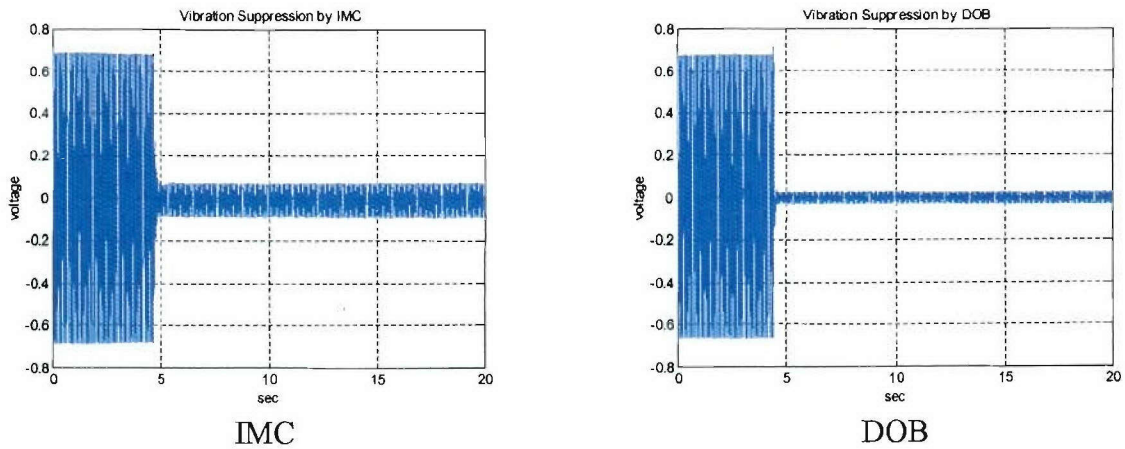 Vibration Suppression by IMC
0.8
0.6
0.4
0.2
0
-0.2
-0.4
-0.6
-0.8
voltage
0 5 10 15 20
sec
IMC
Vibration Suppression by DOB
0.8
0.6
0.4
0.2
0
-0.2
-0.4
-0.6
-0.8
voltage
0 5 10 15 20
sec
DOB